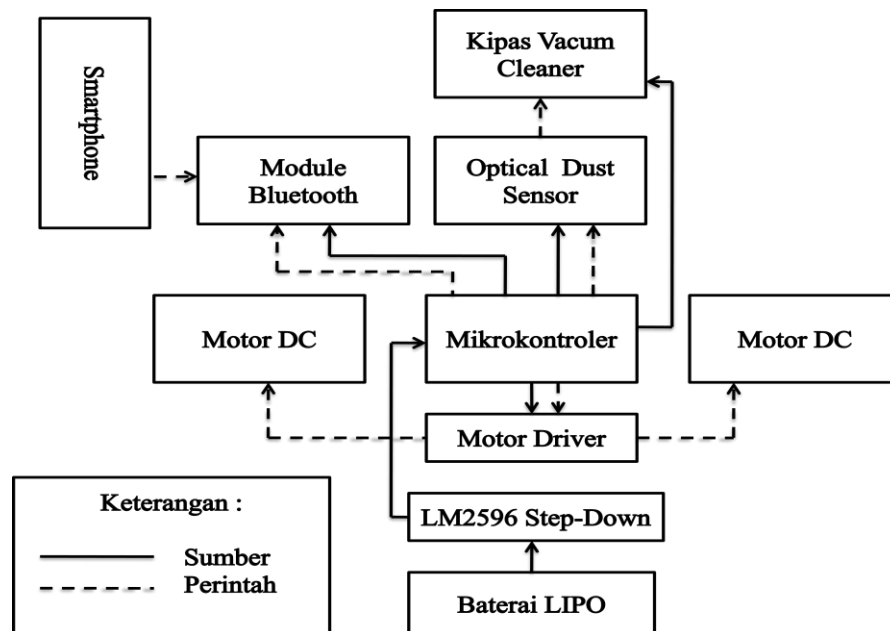 Kipas Vacum
Cleaner
Smartphone
Module
Bluetooth
Optical Dust
Sensor
Motor DC
Mikrokontroler
Motor DC
Motor Driver
Keterangan :
Sumber
Perintah
LM2596 Step-Down
Baterai LIPO